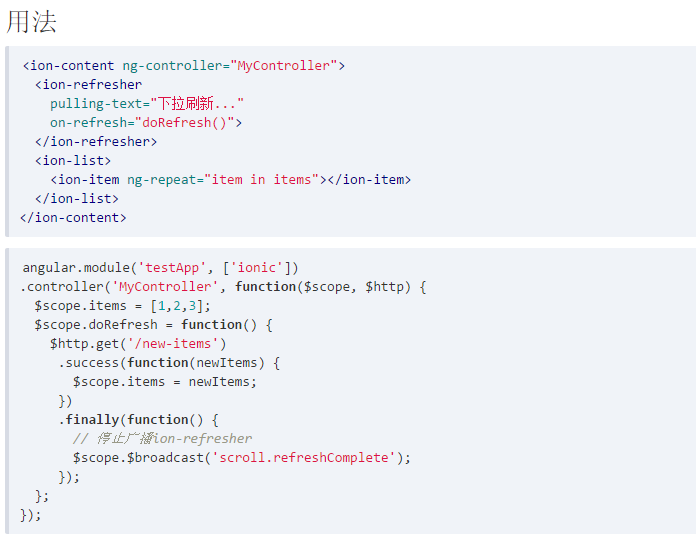 用法
<ion-content ng-controller="MyController">
  <ion-refresher
    pulling-text="下拉刷新..."
    on-refresh="doRefresh()">
  </ion-refresher>
  <ion-list>
    <ion-item ng-repeat="item in items"></ion-item>
  </ion-list>
</ion-content>
angular.module('testApp', ['ionic'])
.controller('MyController', function($scope, $http) {
  $scope.items = [1,2,3];
  $scope.doRefresh = function() {
    $http.get('/new-items')
     .success(function(newItems) {
       $scope.items = newItems;
     })
     .finally(function() {
       // 停止广播ion-refresher
       $scope.$broadcast('scroll.refreshComplete');
     });
  };
});